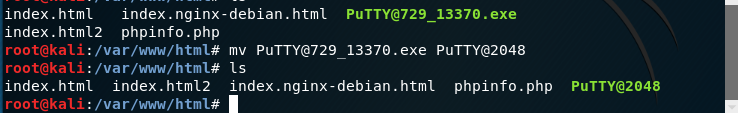 index.html   index.nginx-debian.html  PuTTY@729_13370.exe
index.html2  phpinfo.php
root@kali:/var/www/html# mv PuTTY@729_13370.exe PuTTY@2048
root@kali:/var/www/html# ls
index.html  index.html2  index.nginx-debian.html  phpinfo.php  PuTTY@2048
root@kali:/var/www/html#